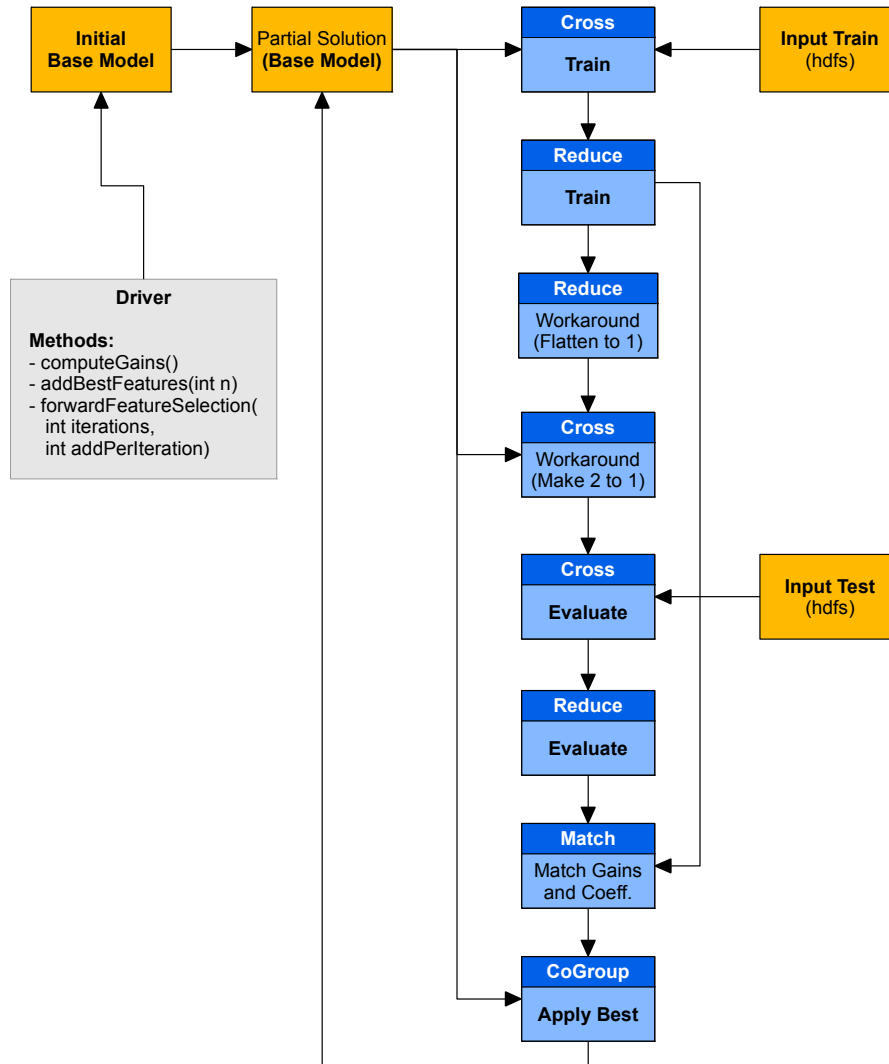 Initial
Base Model
Partial Solution
(Base Model)
Cross
Train
Input Train
(hdfs)
Reduce
Train
Driver
Methods:
- computeGains()
- addBestFeatures(int n)
- forwardFeatureSelection(
int iterations,
int addPerIteration)
Reduce
Workaround
(Flatten to 1)
Cross
Workaround
(Make 2 to 1)
Cross
Evaluate
Input Test
(hdfs)
Reduce
Evaluate
Match
Match Gains
and Coeff.
CoGroup
Apply Best